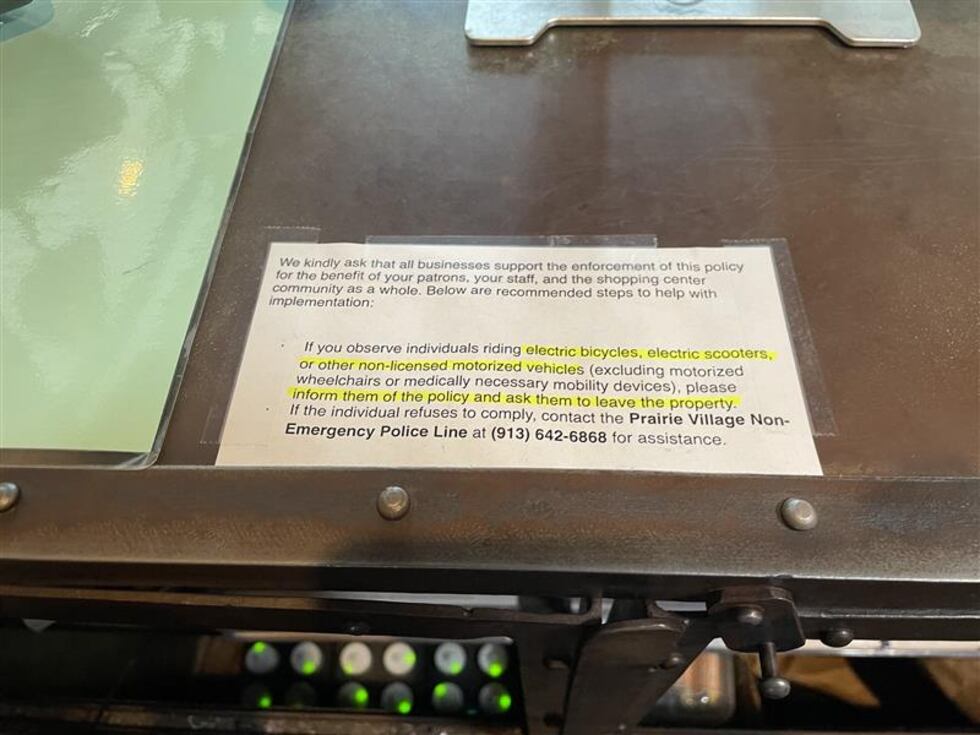 We kindly ask that all businesses support the enforcement of this policy
for the benefit of your patrons, your staff, and the shopping center
community as a whole. Below are recommended steps to help with
implementation:
· If you observe individuals riding electric bicycles, electric scooters,
or other non-licensed motorized vehicles (excluding motorized
wheelchairs or medically necessary mobility devices), please
inform them of the policy and ask them to leave the property.
· If the individual refuses to comply, contact the Prairie Village Non-
Emergency Police Line at (913) 642-6868 for assistance.